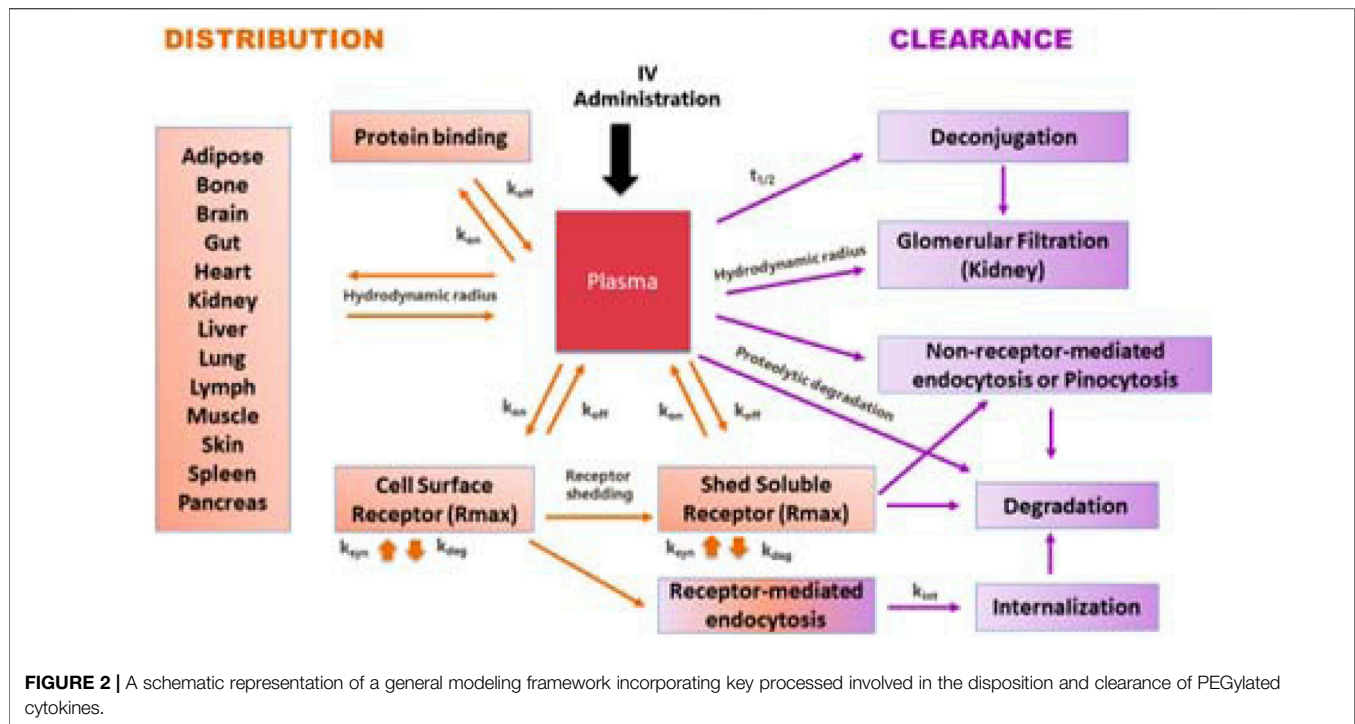 DISTRIBUTION
CLEARANCE
IV
Administration
Adipose
Bone
Brain
Gut
Heart
Kidney
Liver
Lung
Lymph
Muscle
Skin
Spleen
Pancreas
Protein binding
koff
kon
Hydrodynamic radius
Plasma
t1/2
Deconjugation
Hydrodynamic radius
Glomerular Filtration
(Kidney)
Non-receptor-mediated
endocytosis or Pinocytosis
Proteolytic degradation
kon
koff
kon
koff
Cell Surface
Receptor (Rmax)
Receptor
shedding
Shed Soluble
Receptor (Rmax)
Degradation
ksyn
kdeg
ksyn
kdeg
Receptor-mediated
endocytosis
kint
Internalization
FIGURE 2 | A schematic representation of a general modeling framework incorporating key processed involved in the disposition and clearance of PEGylated
cytokines.